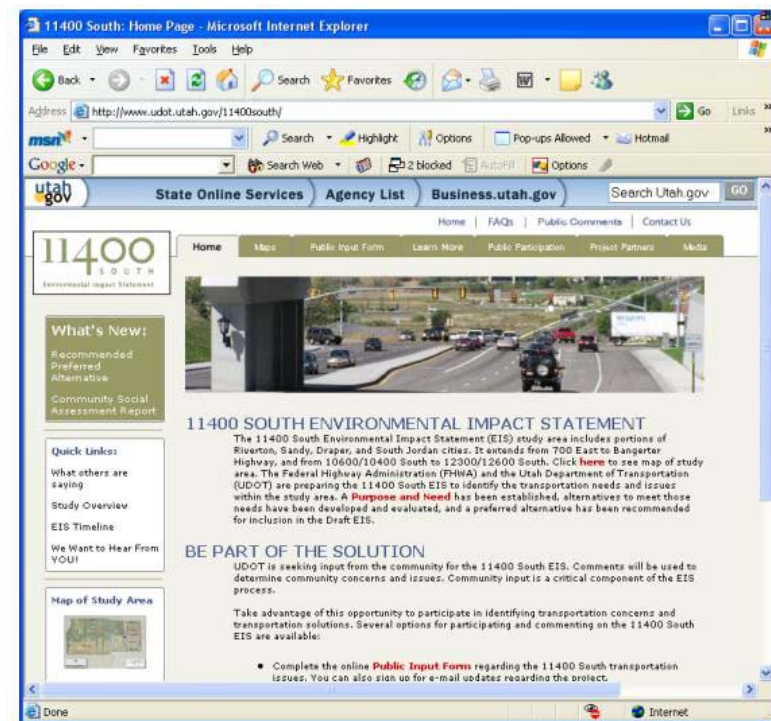 11400 South: Home Page - Microsoft Internet Explorer
File Edit View Favorites Tools Help
Back Search Favorites
Address http://www.udot.utah.gov/11400south/ Go Links
msn Search Highlight Options Pop-ups Allowed Hotmail
Google Search Web 2 blocked AutoFill Options
utah gov State Online Services Agency List Business.utah.gov Search Utah.gov GO
Home | FAQs | Public Comments | Contact Us
11400
SOUTH
Environmental Impact Statement
Home Maps Public Input Form Learn More Public Participation Project Partners Media
What's New:
Recommended
Preferred
Alternative
Community Social
Assessment Report
Quick Links:
What others are
saying
Study Overview
EIS Timeline
We Want to Hear From
YOU!
Map of Study Area
11400 SOUTH ENVIRONMENTAL IMPACT STATEMENT
The 11400 South Environmental Impact Statement (EIS) study area includes portions of
Riverton, Sandy, Draper, and South Jordan cities. It extends from 700 East to Bangerter
Highway, and from 10600/10400 South to 12300/12600 South. Click here to see map of study
area. The Federal Highway Administration (FHWA) and the Utah Department of Transportation
(UDOT) are preparing the 11400 South EIS to identify the transportation needs and issues
within the study area. A Purpose and Need has been established, alternatives to meet those
needs have been developed and evaluated, and a preferred alternative has been recommended
for inclusion in the Draft EIS.
BE PART OF THE SOLUTION
UDOT is seeking input from the community for the 11400 South EIS. Comments will be used to
determine community concerns and issues. Community input is a critical component of the EIS
process.
Take advantage of this opportunity to participate in identifying transportation concerns and
transportation solutions. Several options for participating and commenting on the 11400 South
EIS are available:
• Complete the online Public Input Form regarding the 11400 South transportation
issues. You can also sign up for e-mail updates regarding the project.
Done Internet